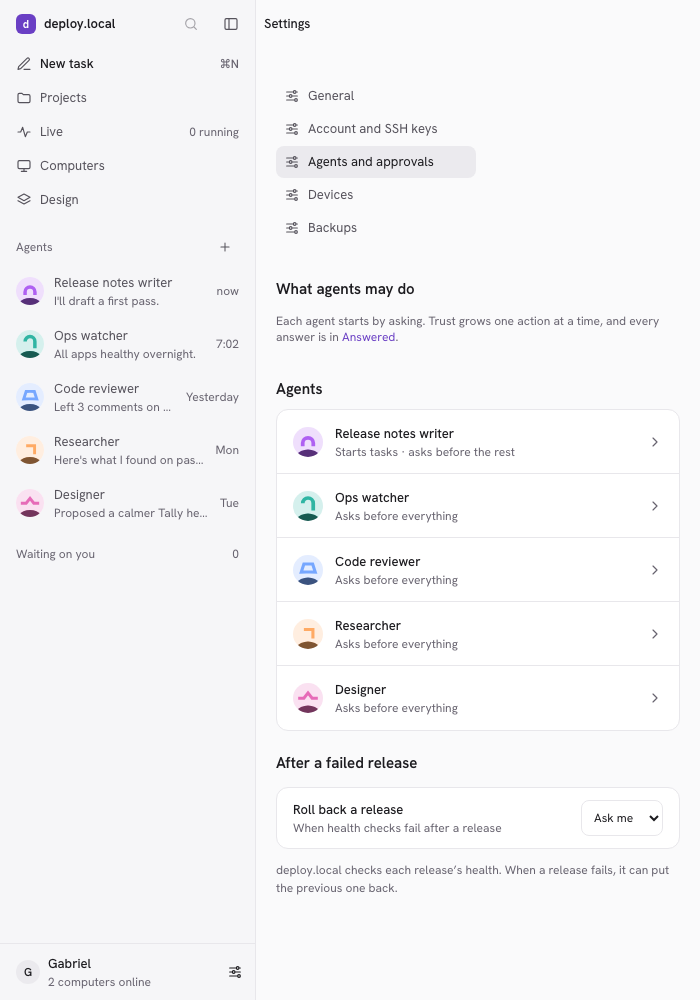 d deploy.local
Settings
New task ⌘N
Projects
Live 0 running
Computers
Design
Agents
Release notes writer
I'll draft a first pass. now
Ops watcher
All apps healthy overnight. 7:02
Code reviewer
Left 3 comments on ... Yesterday
Researcher
Here's what I found on pas... Mon
Designer
Proposed a calmer Tally he... Tue
Waiting on you 0
G Gabriel
2 computers online
General
Account and SSH keys
Agents and approvals
Devices
Backups
What agents may do
Each agent starts by asking. Trust grows one action at a time, and every
answer is in Answered.
Agents
Release notes writer
Starts tasks · asks before the rest
Ops watcher
Asks before everything
Code reviewer
Asks before everything
Researcher
Asks before everything
Designer
Asks before everything
After a failed release
Roll back a release
When health checks fail after a release
Ask me
deploy.local checks each release’s health. When a release fails, it can put
the previous one back.